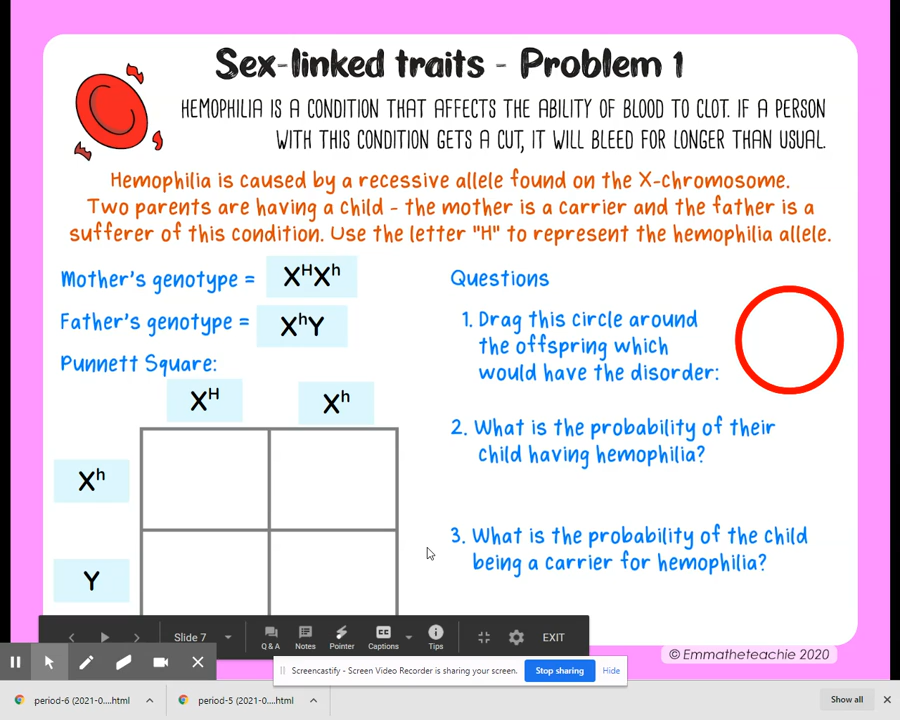 Sex-linked traits - Problem 1
HEMOPHILIA IS A CONDITION THAT AFFECTS THE ABILITY OF BLOOD TO CLOT. IF A PERSON
WITH THIS CONDITION GETS A CUT, IT WILL BLEED FOR LONGER THAN USUAL.
Hemophilia is caused by a recessive allele found on the X-chromosome.
Two parents are having a child - the mother is a carrier and the father is a
sufferer of this condition. Use the letter "H" to represent the hemophilia allele.
Mother's genotype = XᴴXʰ
Father's genotype = XʰY
Punnett Square:
Xᴴ Xʰ
Xʰ
Y
Questions
1. Drag this circle around
the offspring which
would have the disorder:
2. What is the probability of their
child having hemophilia?
3. What is the probability of the child
being a carrier for hemophilia?
Slide 7
Q & A Notes Pointer Captions Tips EXIT
CC
© Emmatheteachie 2020
Screencastify - Screen Video Recorder is sharing your screen. Stop sharing Hide
period-6 (2021-0....html period-5 (2021-0....html Show all